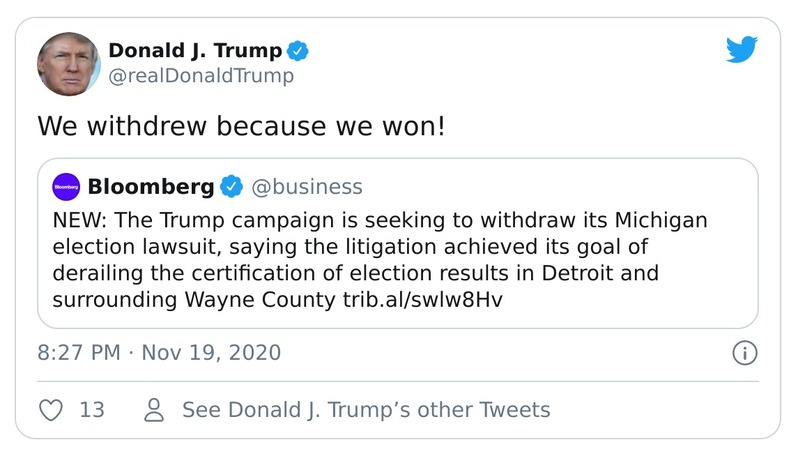 Donald J. Trump
@realDonaldTrump
We withdrew because we won!
Bloomberg
Bloomberg @business
NEW: The Trump campaign is seeking to withdraw its Michigan
election lawsuit, saying the litigation achieved its goal of
derailing the certification of election results in Detroit and
surrounding Wayne County trib.al/swlw8Hv
8:27 PM · Nov 19, 2020
13 See Donald J. Trump’s other Tweets